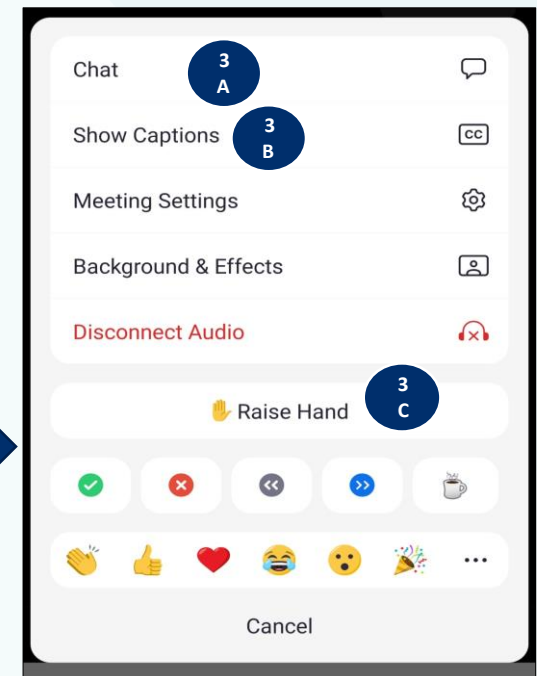 Chat
3
A
Show Captions
3
B
CC
Meeting Settings
Background & Effects
Disconnect Audio
Raise Hand
3
C
Cancel